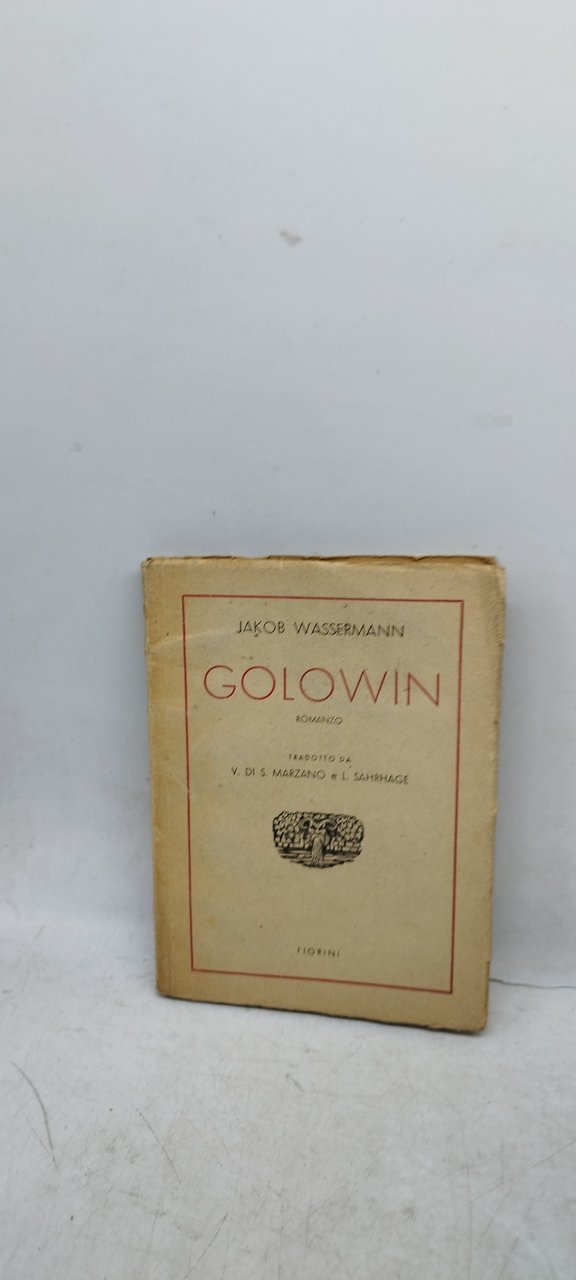 JAKOB WASSERMANN
GOLOWIN
ROMANZO
TRADOTTO DA
V. DI S. MARZANO e L. SAHRHAGE
FIORINI